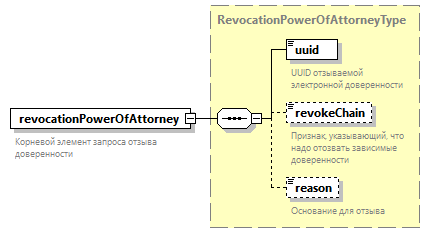 RevocationPowerOfAttorneyType
uuid
UUID отзываемой
электронной доверенности
revocationPowerOfAttorney
Корневой элемент запроса отзыва
доверенности
revokeChain
Признак, указывающий, что
надо отозвать зависимые
доверенности
reason
Основание для отзыва